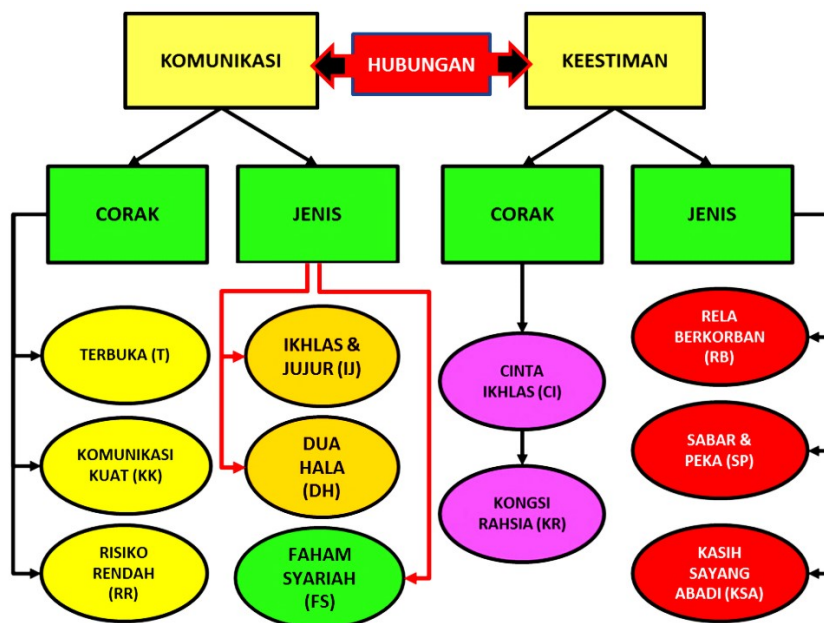 KOMUNIKASI
HUBUNGAN
KEESTIMAN
CORAK
JENIS
CORAK
JENIS
TERBUKA (T)
KOMUNIKASI
KUAT (KK)
RISIKO
RENDAH
(RR)
IKHLAS &
JUJUR (IJ)
DUA
HALA
(DH)
FAHAM
SYARIAH
(FS)
CINTA
IKHLAS (CI)
KONGSI
RAHSIA (KR)
RELA
BERKORBAN
(RB)
SABAR &
PEKA (SP)
KASIH
SAYANG
ABADI (KSA)